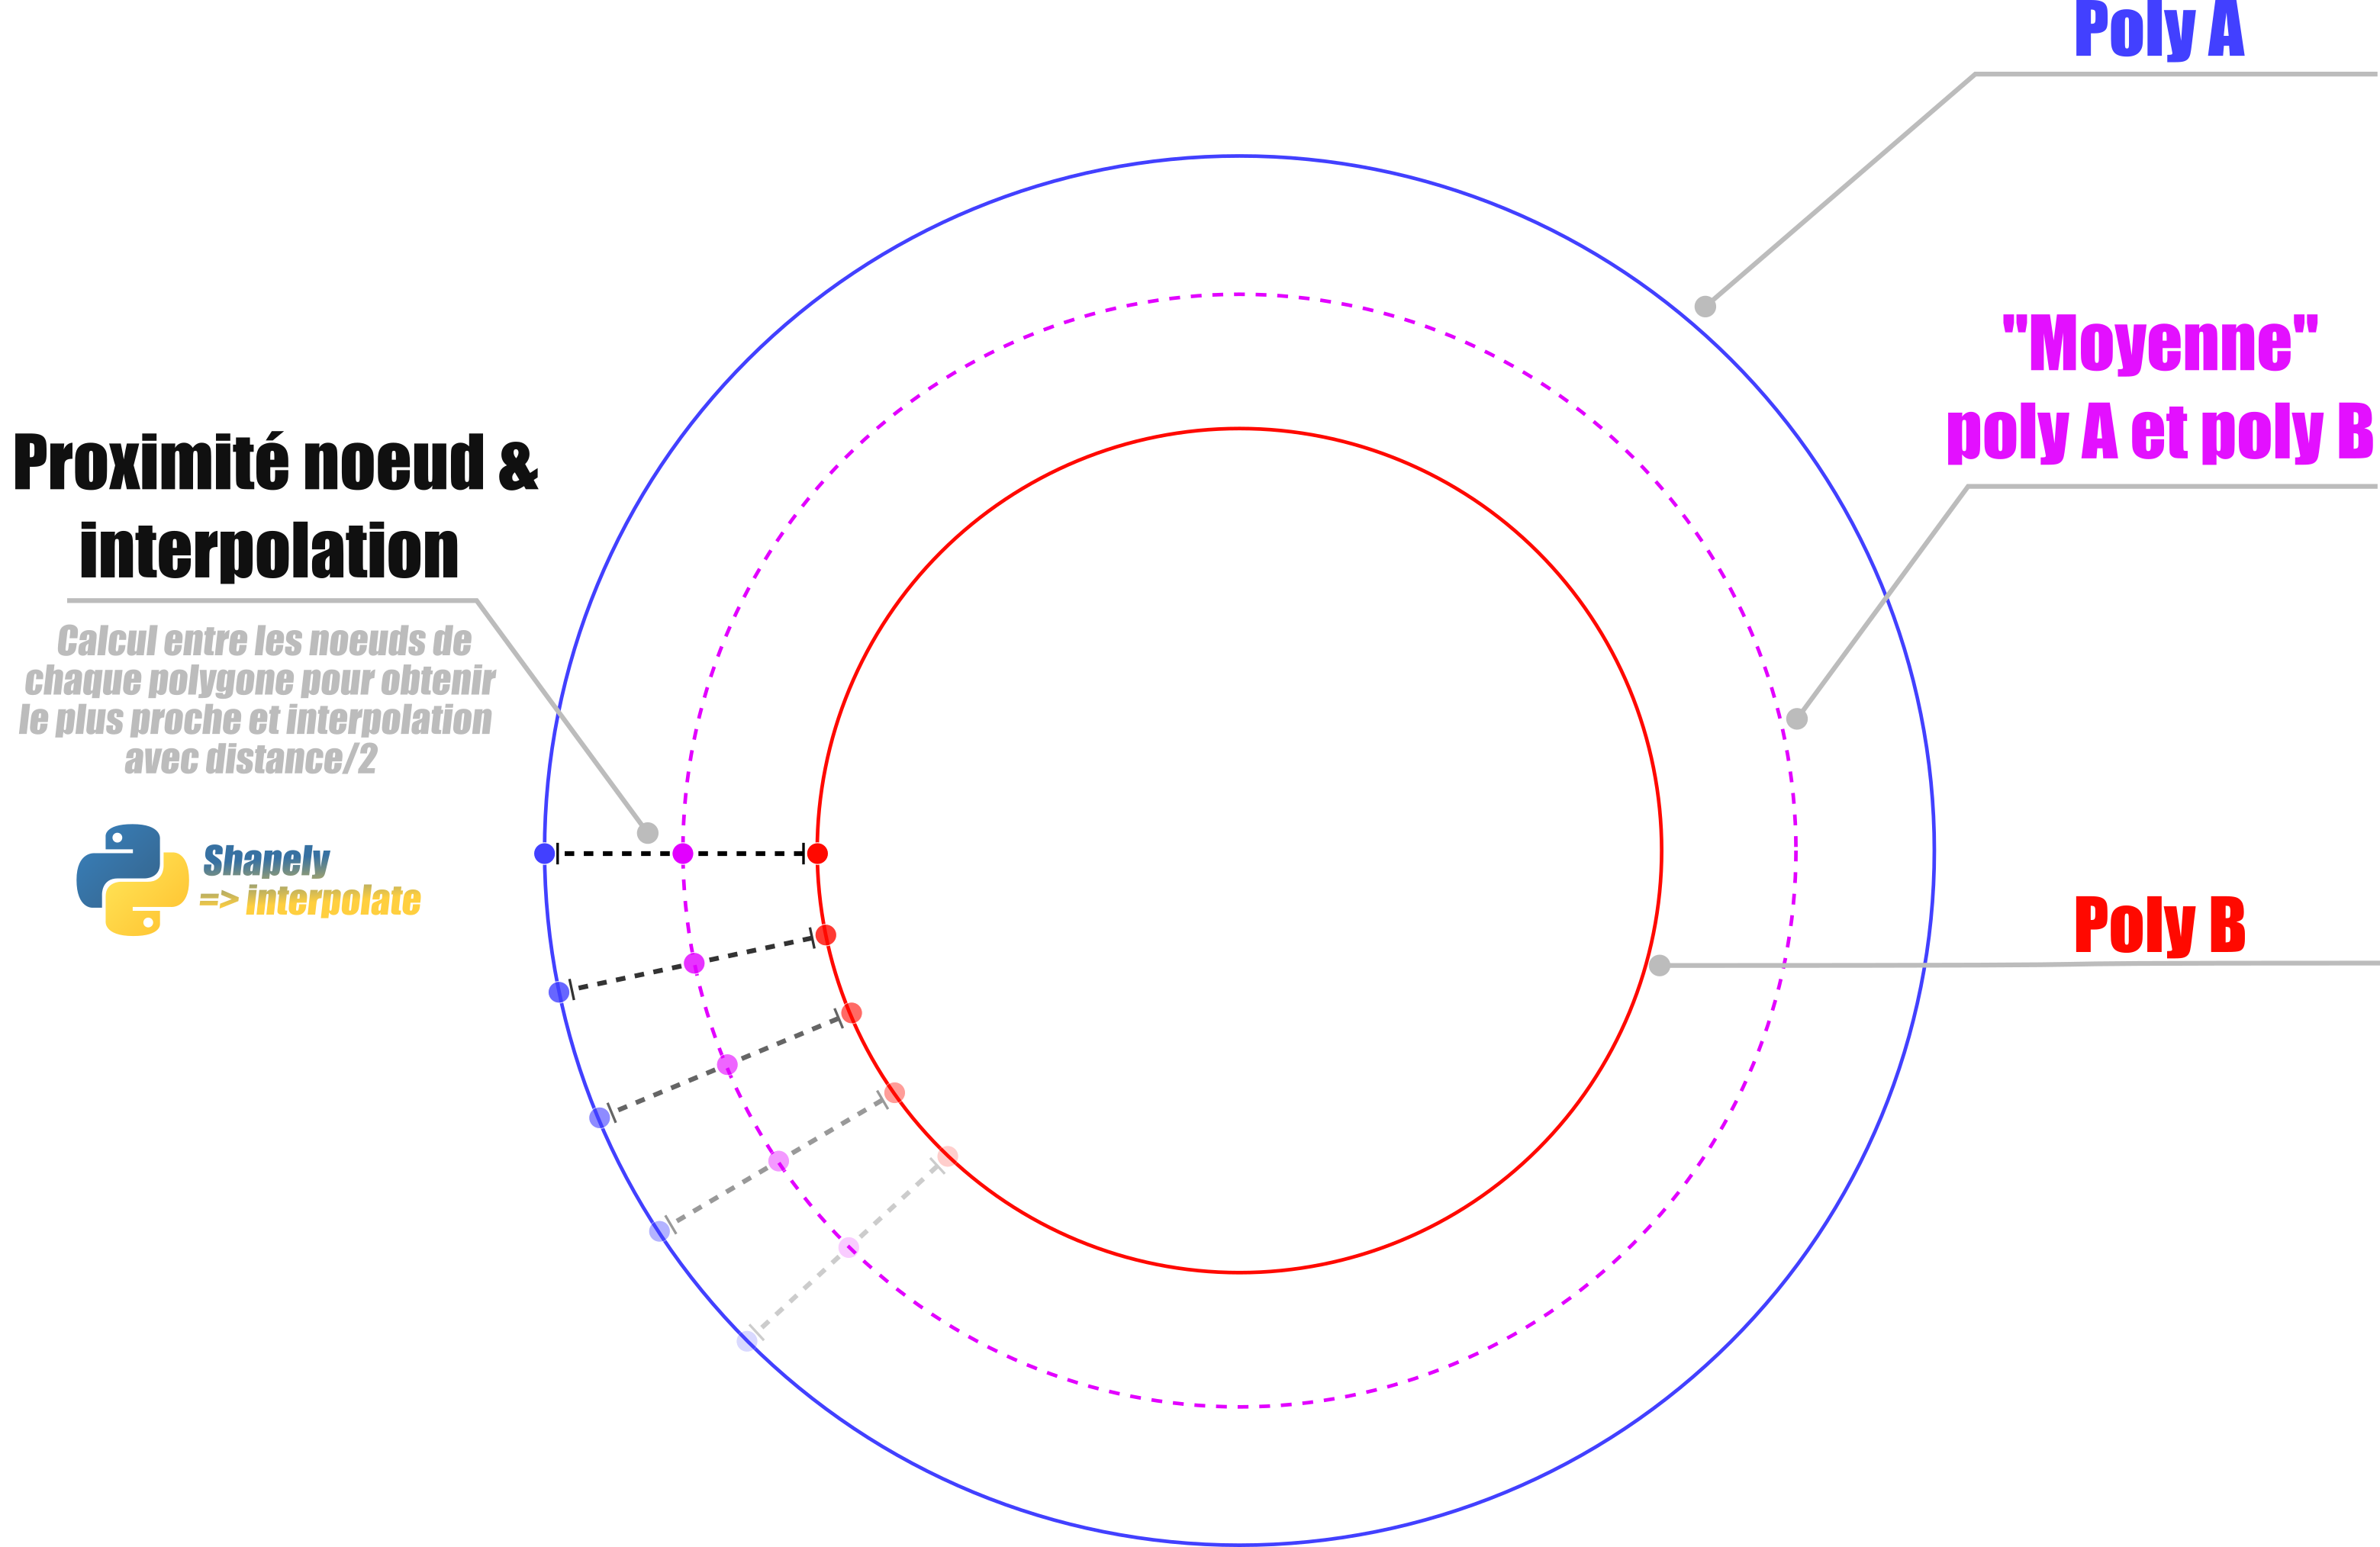 Poly A
"Moyenne"
poly A et poly B
Proximité noeud &
interpolation
Calcul entre les noeuds de
chaque polygone pour obtenir
le plus proche et interpolation
avec distance/2
Shapely
=> interpolate
Poly B